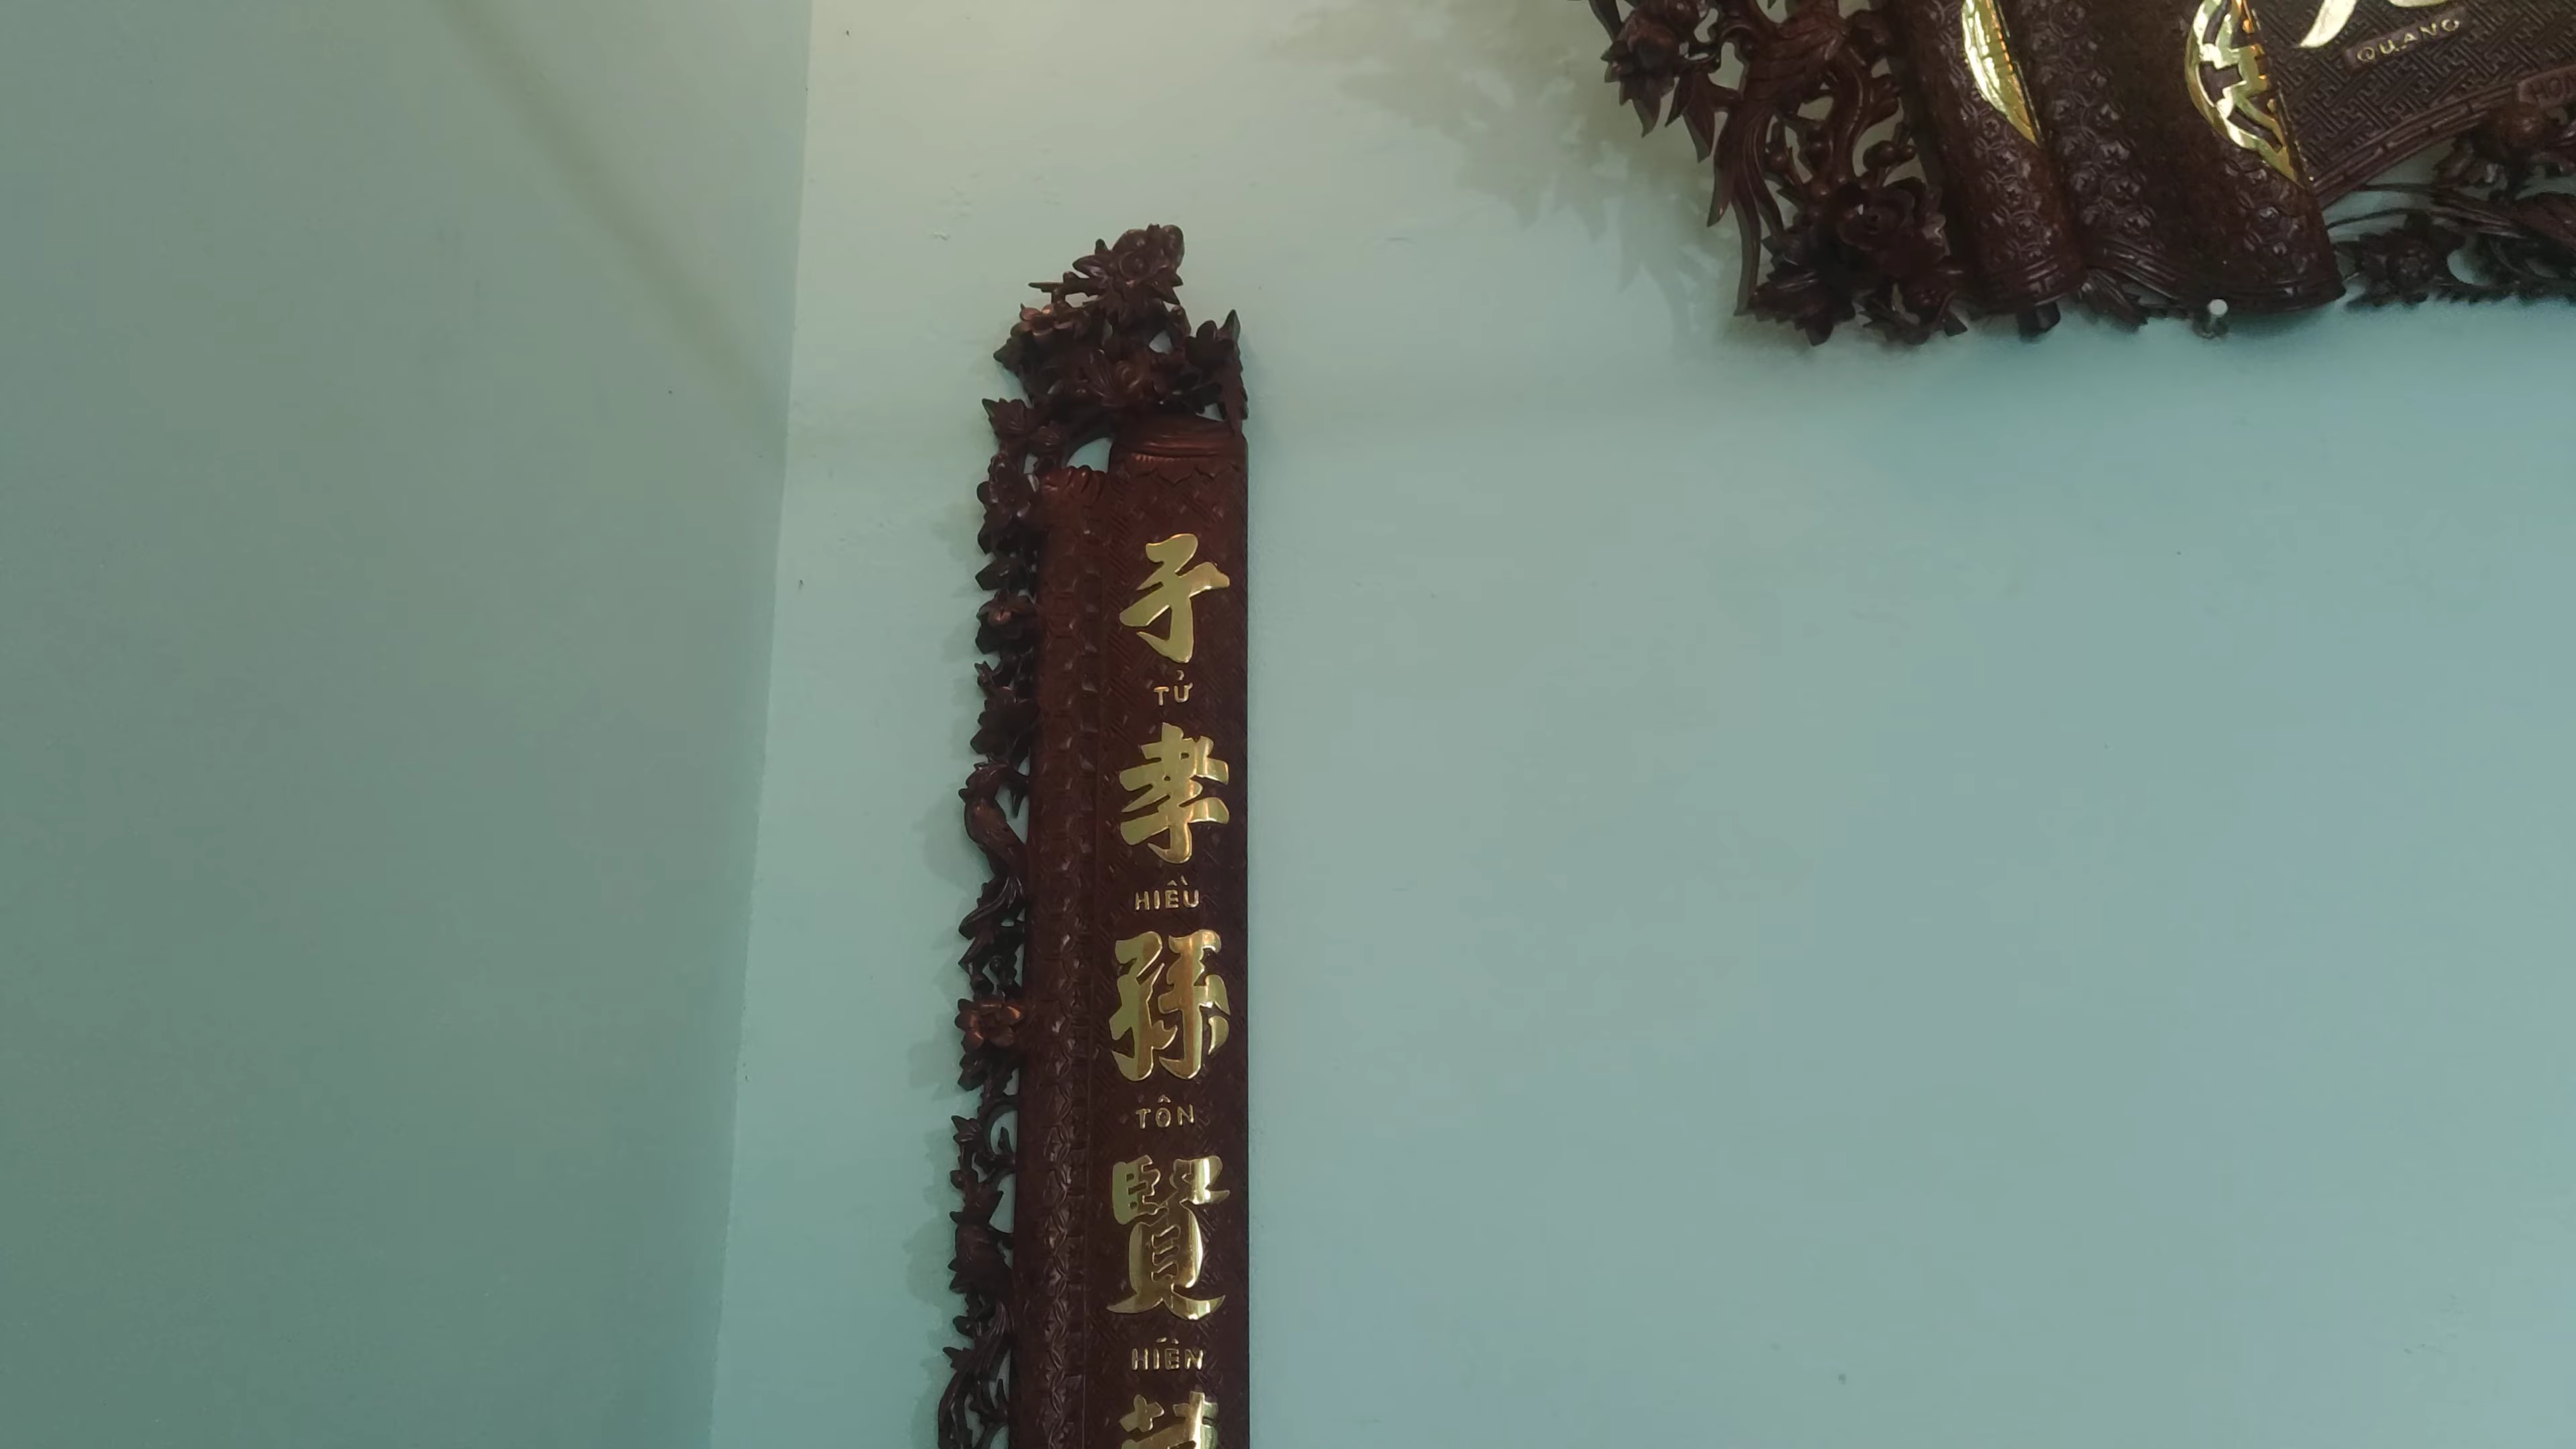 子
TỬ
孝
HIẾU
孫
TÔN
賢
HIỀN
QUANG